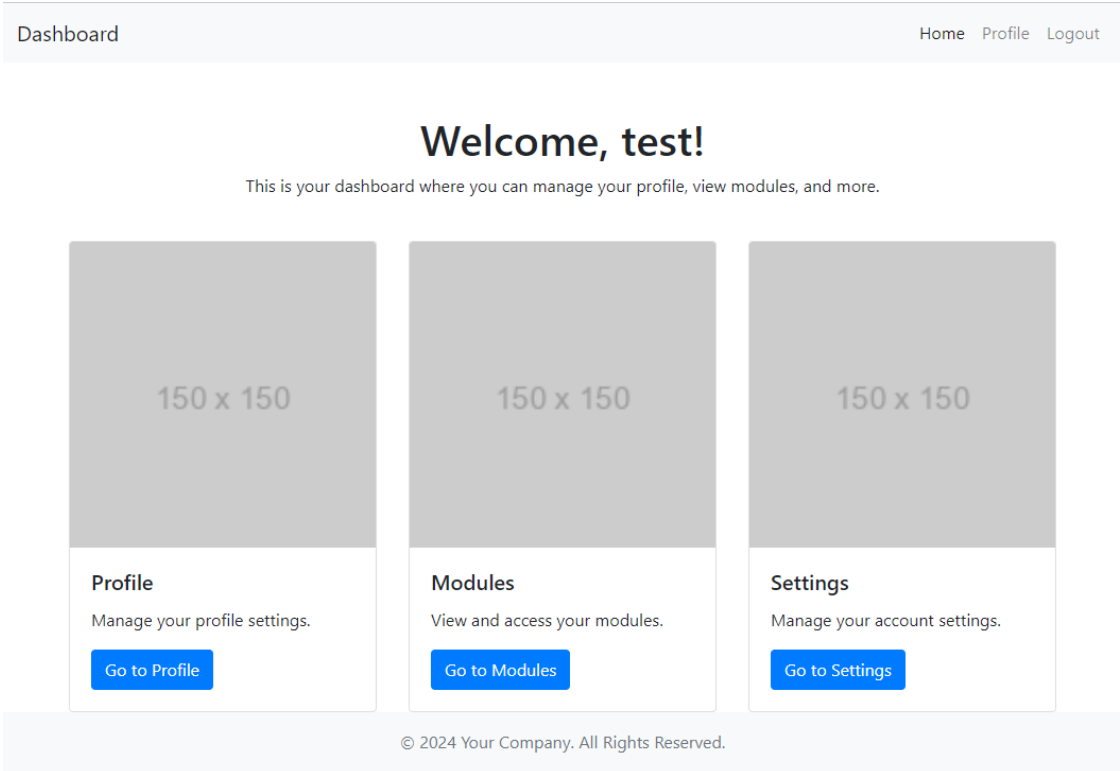 Dashboard
Home Profile Logout
Welcome, test!
This is your dashboard where you can manage your profile, view modules, and more.
150 x 150
150 x 150
150 x 150
Profile
Manage your profile settings.
Go to Profile
Modules
View and access your modules.
Go to Modules
Settings
Manage your account settings.
Go to Settings
© 2024 Your Company. All Rights Reserved.